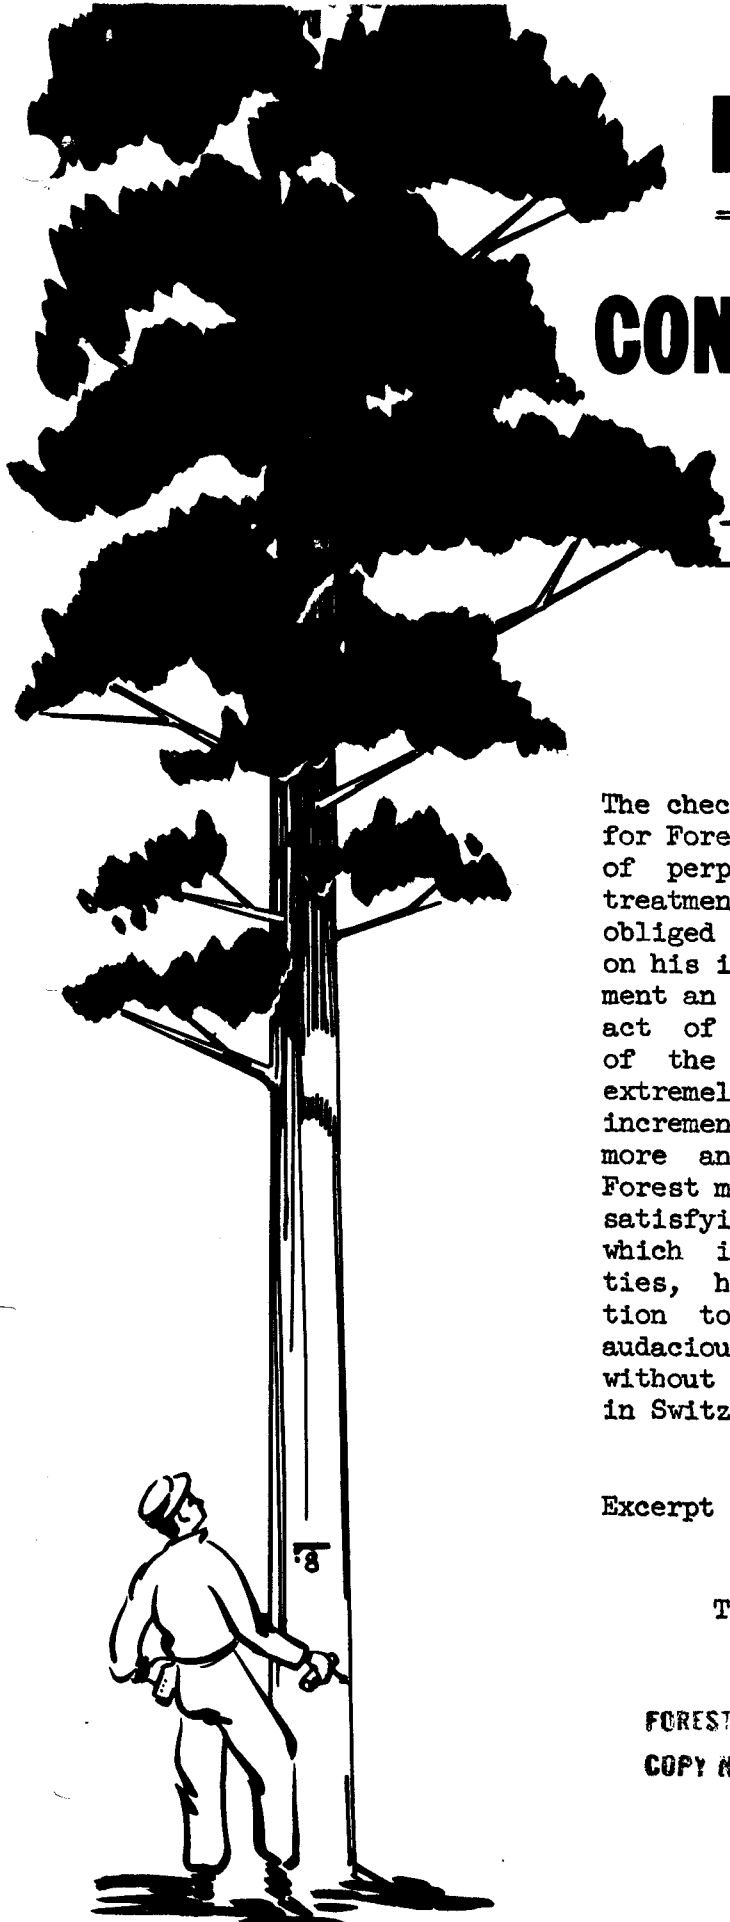 CON
The chec
for Fore
of perp
treatmen
obliged
on his i
ment an
act of
of the
extremel
incremen
more an
Forest m
satisfyi
which i
ties, h
tion to
audaciou
without
in Switz
Excerpt
T
FOREST
COPY N
8